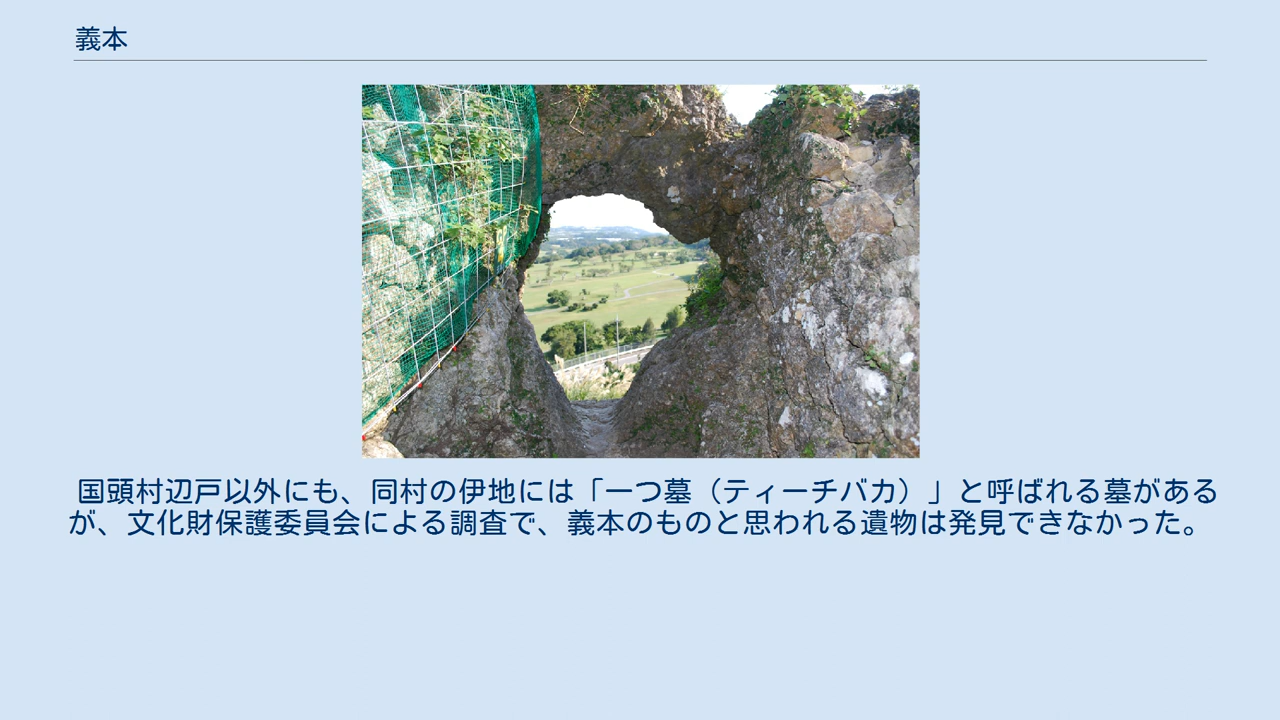 義本
国頭村辺戸以外にも、同村の伊地には「一つ墓（ティーチバカ）」と呼ばれる墓がある
が、文化財保護委員会による調査で、義本のものと思われる遺物は発見できなかった。